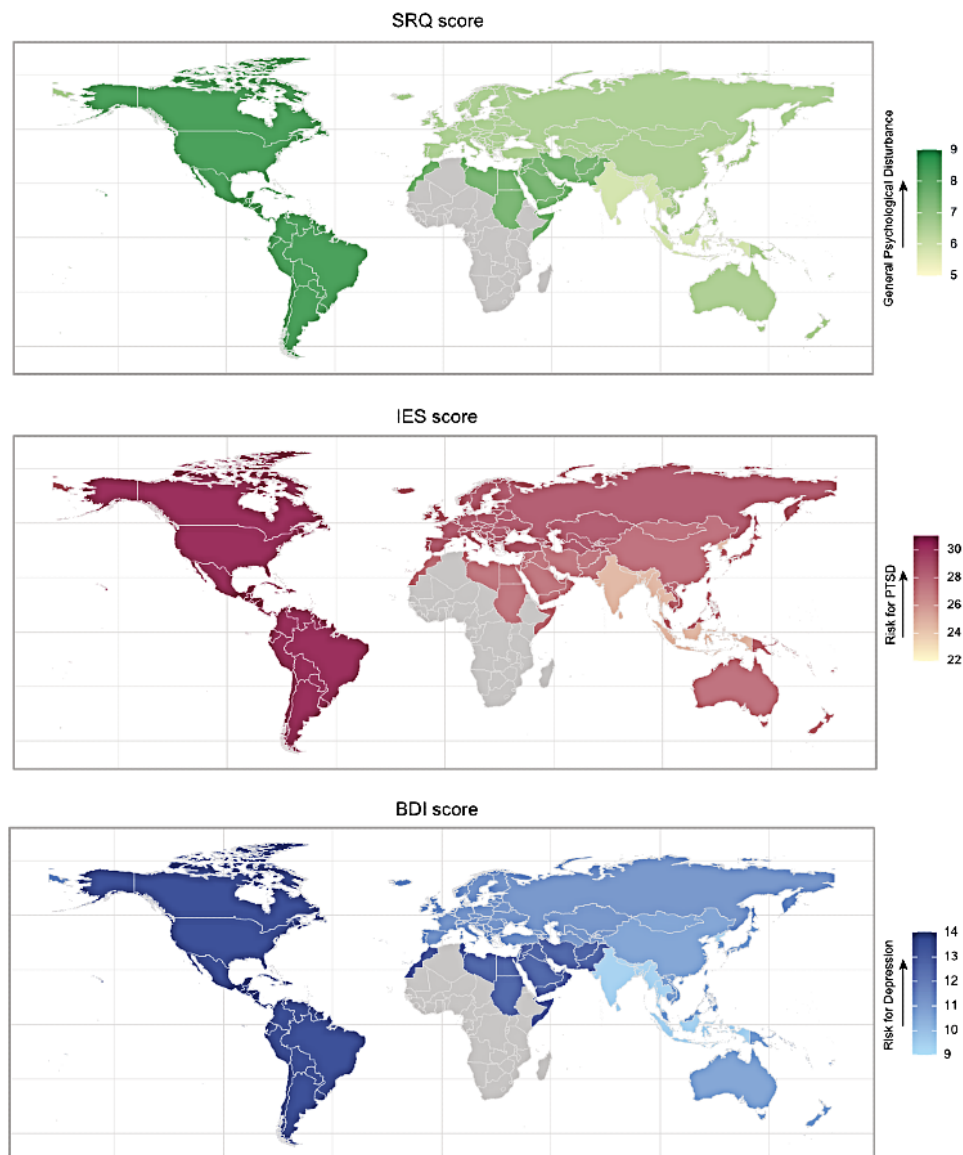 SRQ score
9
8
7
6
5
General Psychological Disturbance
IES score
30
28
26
24
22
Risk for PTSD
BDI score
14
13
12
11
10
9
Risk for Depression